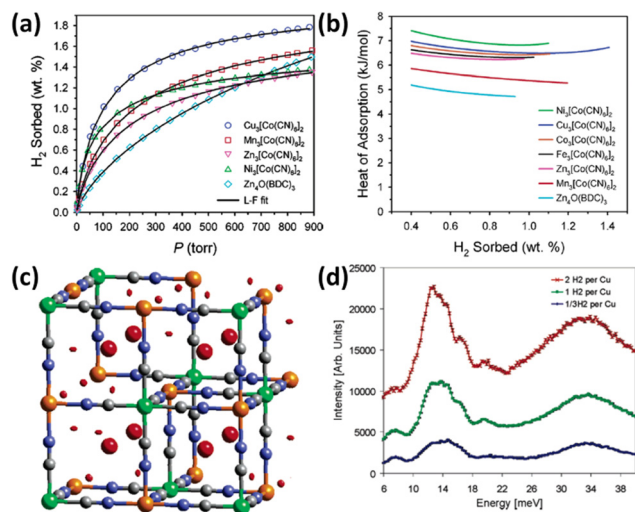 (a)
H₂ Sorbed (wt. %)
1.8
1.6
1.4
1.2
1.0
0.8
0.6
0.4
0.2
0.0
Cu₃[Co(CN)₆]₂
Mn₃[Co(CN)₆]₂
Zn₃[Co(CN)₆]₂
Ni₃[Co(CN)₆]₂
Zn₄O(BDC)₃
L-F fit
0 100 200 300 400 500 600 700 800 900
P (torr)
(b)
Heat of Adsorption (kJ/mol)
10
9
8
7
6
5
4
3
2
1
0
Ni₃[Co(CN)₆]₂
Cu₃[Co(CN)₆]₂
Co₃[Co(CN)₆]₂
Fe₃[Co(CN)₆]₂
Zn₃[Co(CN)₆]₂
Mn₃[Co(CN)₆]₂
Zn₄O(BDC)₃
0.4 0.6 0.8 1.0 1.2 1.4
H₂ Sorbed (wt. %)
(c)
(d)
Intensity [Arb. Units]
25000
20000
15000
10000
5000
0
2 H2 per Cu
1 H2 per Cu
1/3H2 per Cu
6 10 14 18 22 26 30 34 38
Energy [meV]